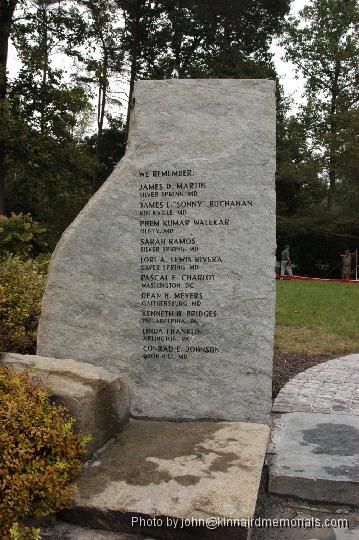 WE REMEMBER:
JAMES D. MARTIN
SILVER SPRING, MD
JAMES L. "SONNY" BUCHANAN
ROCKVILLE, MD
PREM KUMAR WALEKAR
OLNEY, MD
SARAH RAMOS
SILVER SPRING, MD
LORI A. LEWIS RIVERA
SILVER SPRING, MD
PASCAL E. CHARLOT
WASHINGTON, DC
DEAN H. MEYERS
GAITHERSBURG, MD
KENNETH H. BRIDGES
PHILADELPHIA, PA
LINDA FRANKLIN
ARLINGTON, VA
CONRAD E. JOHNSON
OXON HILL, MD
Photo by john@kinnairdmemorials.com